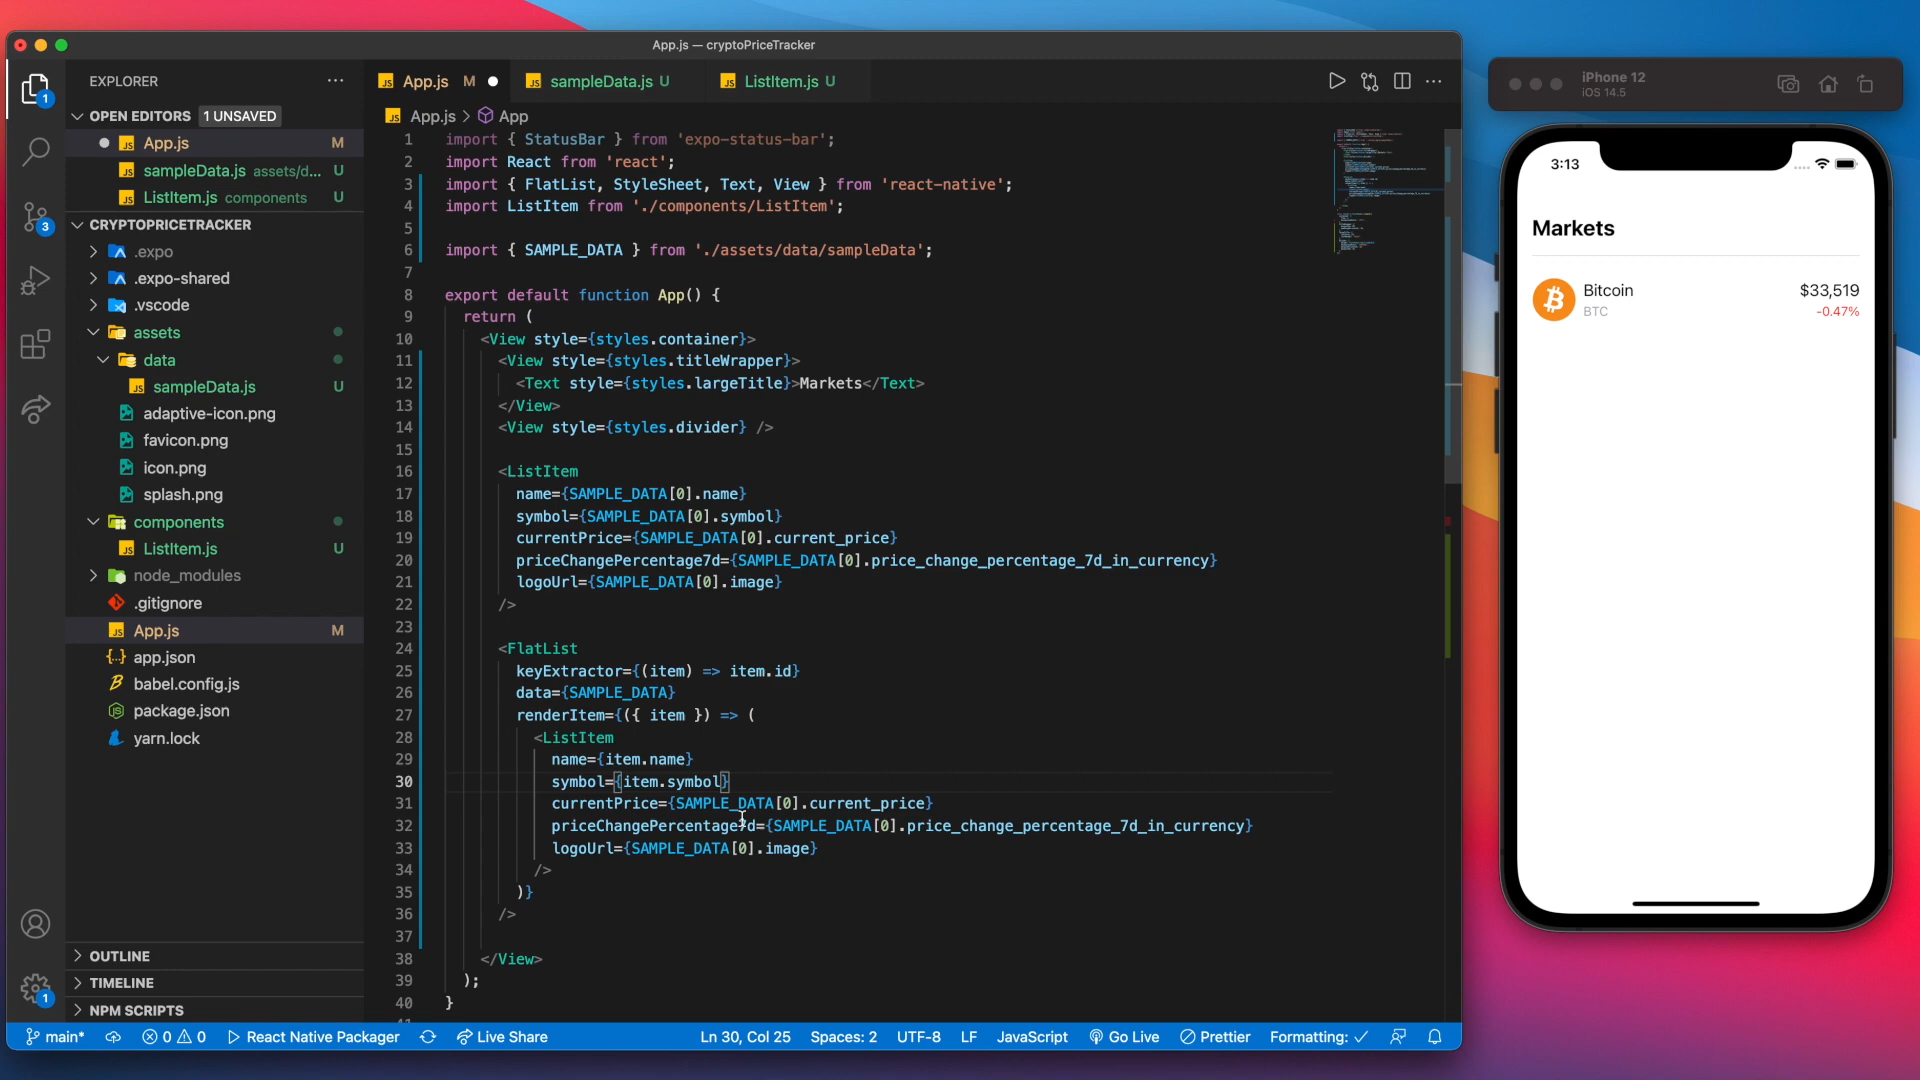 App.js — cryptoPriceTracker
EXPLORER
OPEN EDITORS 1 UNSAVED
App.js M
sampleData.js assets/d... U
ListItem.js components U
CRYPTOPRICETRACKER
.expo
.expo-shared
.vscode
assets
data
sampleData.js U
adaptive-icon.png
favicon.png
icon.png
splash.png
components
ListItem.js U
node_modules
.gitignore
App.js M
app.json
babel.config.js
package.json
yarn.lock
OUTLINE
TIMELINE
NPM SCRIPTS
1
3
1
App.js M
sampleData.js U
ListItem.js U
App.js > App
1 import { StatusBar } from 'expo-status-bar';
2 import React from 'react';
3 import { FlatList, StyleSheet, Text, View } from 'react-native';
4 import ListItem from './components/ListItem';
5
6 import { SAMPLE_DATA } from './assets/data/sampleData';
7
8 export default function App() {
9 return (
10 <View style={styles.container}>
11 <View style={styles.titleWrapper}>
12 <Text style={styles.largeTitle}>Markets</Text>
13 </View>
14 <View style={styles.divider} />
15
16 <ListItem
17 name={SAMPLE_DATA[0].name}
18 symbol={SAMPLE_DATA[0].symbol}
19 currentPrice={SAMPLE_DATA[0].current_price}
20 priceChangePercentage7d={SAMPLE_DATA[0].price_change_percentage_7d_in_currency}
21 logoUrl={SAMPLE_DATA[0].image}
22 />
23
24 <FlatList
25 keyExtractor={(item) => item.id}
26 data={SAMPLE_DATA}
27 renderItem={({ item }) => (
28 <ListItem
29 name={item.name}
30 symbol={item.symbol}
31 currentPrice={SAMPLE_DATA[0].current_price}
32 priceChangePercentage7d={SAMPLE_DATA[0].price_change_percentage_7d_in_currency}
33 logoUrl={SAMPLE_DATA[0].image}
34 />
35 )}
36 />
37
38 </View>
39 );
40 }
main* 0 0 React Native Packager Live Share Ln 30, Col 25 Spaces: 2 UTF-8 LF JavaScript Go Live Prettier Formatting: ✓
iPhone 12
iOS 14.5
3:13
Markets
Bitcoin $33,519
BTC -0.47%